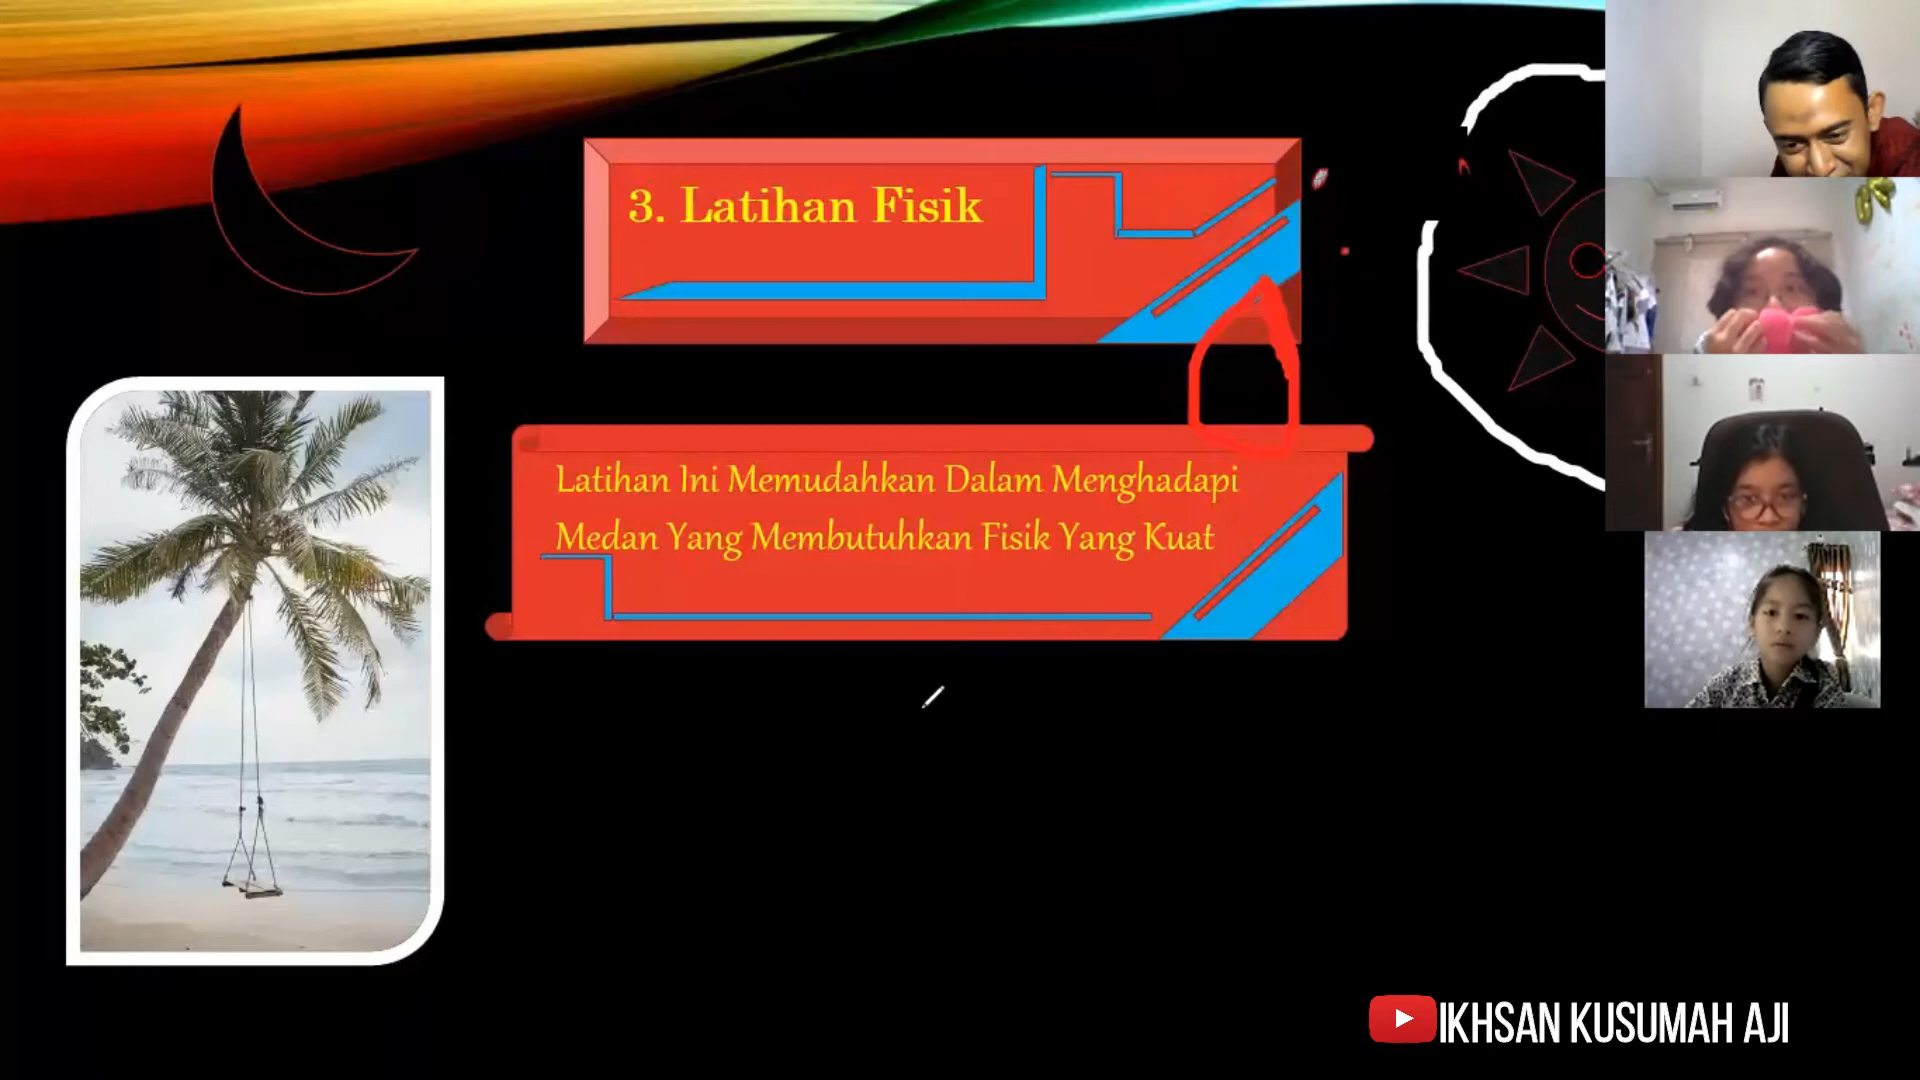 3. Latihan Fisik
Latihan Ini Memudahkan Dalam Menghadapi
Medan Yang Membutuhkan Fisik Yang Kuat
IKHSAN KUSUMAH AJI